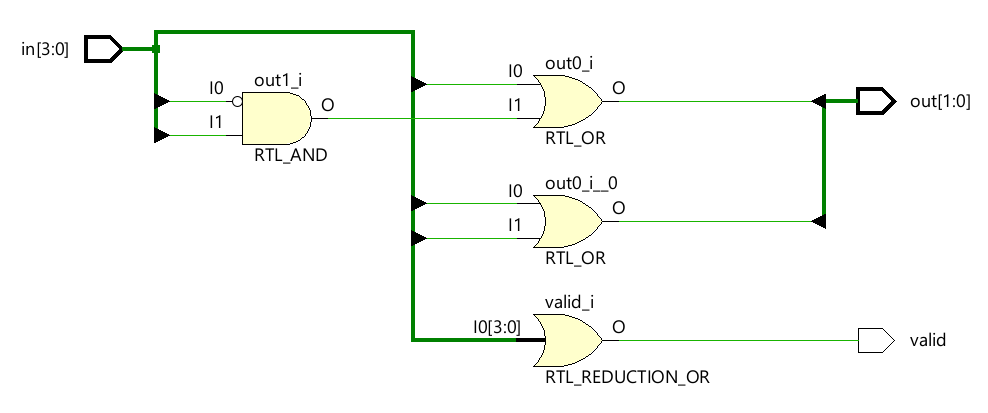 in[3:0]
I0
out1_i
O
I1
RTL_AND
I0
out0_i
O
I1
RTL_OR
out[1:0]
I0
out0_i__0
O
I1
RTL_OR
I0[3:0]
valid_i
O
RTL_REDUCTION_OR
valid